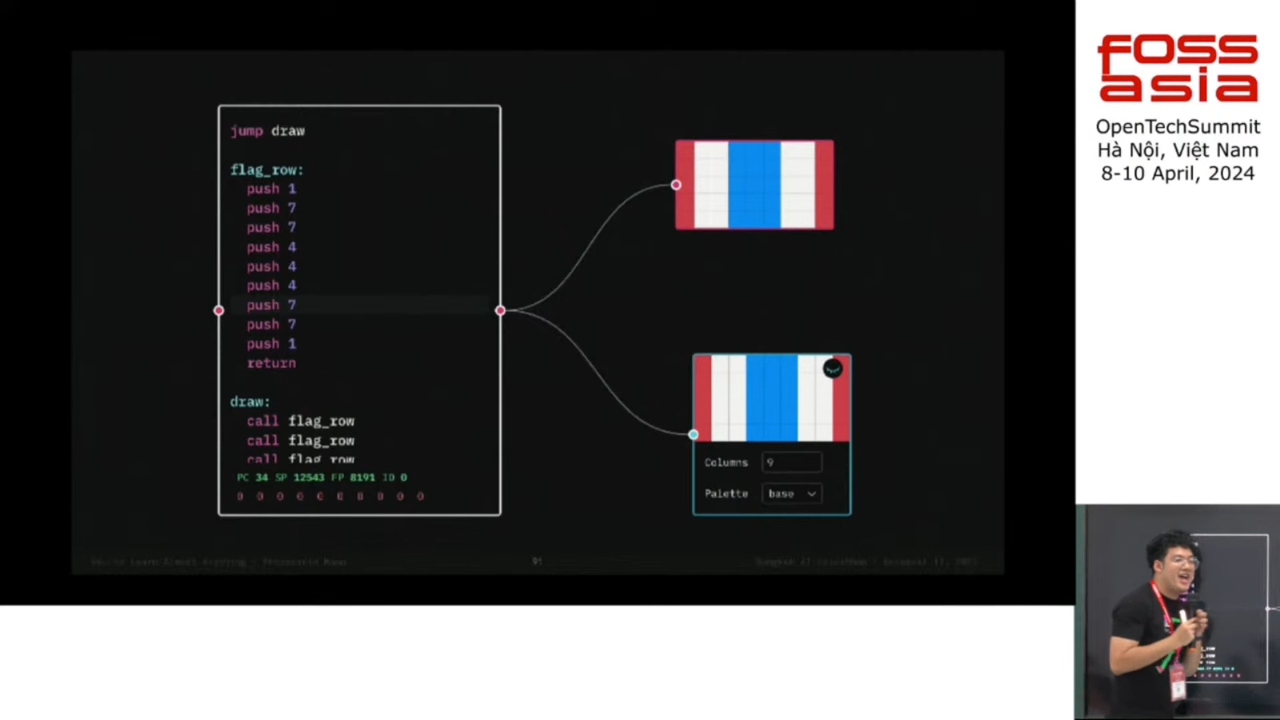 jump draw
flag_row:
push 1
push 7
push 7
push 4
push 4
push 4
push 7
push 7
push 1
return
draw:
call flag_row
call flag_row
call flag_row
PC 34 SP 12543 FP 8191 ID 0
0 0 0 0 0 0 0 0 0 0
Columns 9
Palette base
91
FOSS
asia
OpenTechSummit
Hà Nội, Việt Nam
8-10 April, 2024